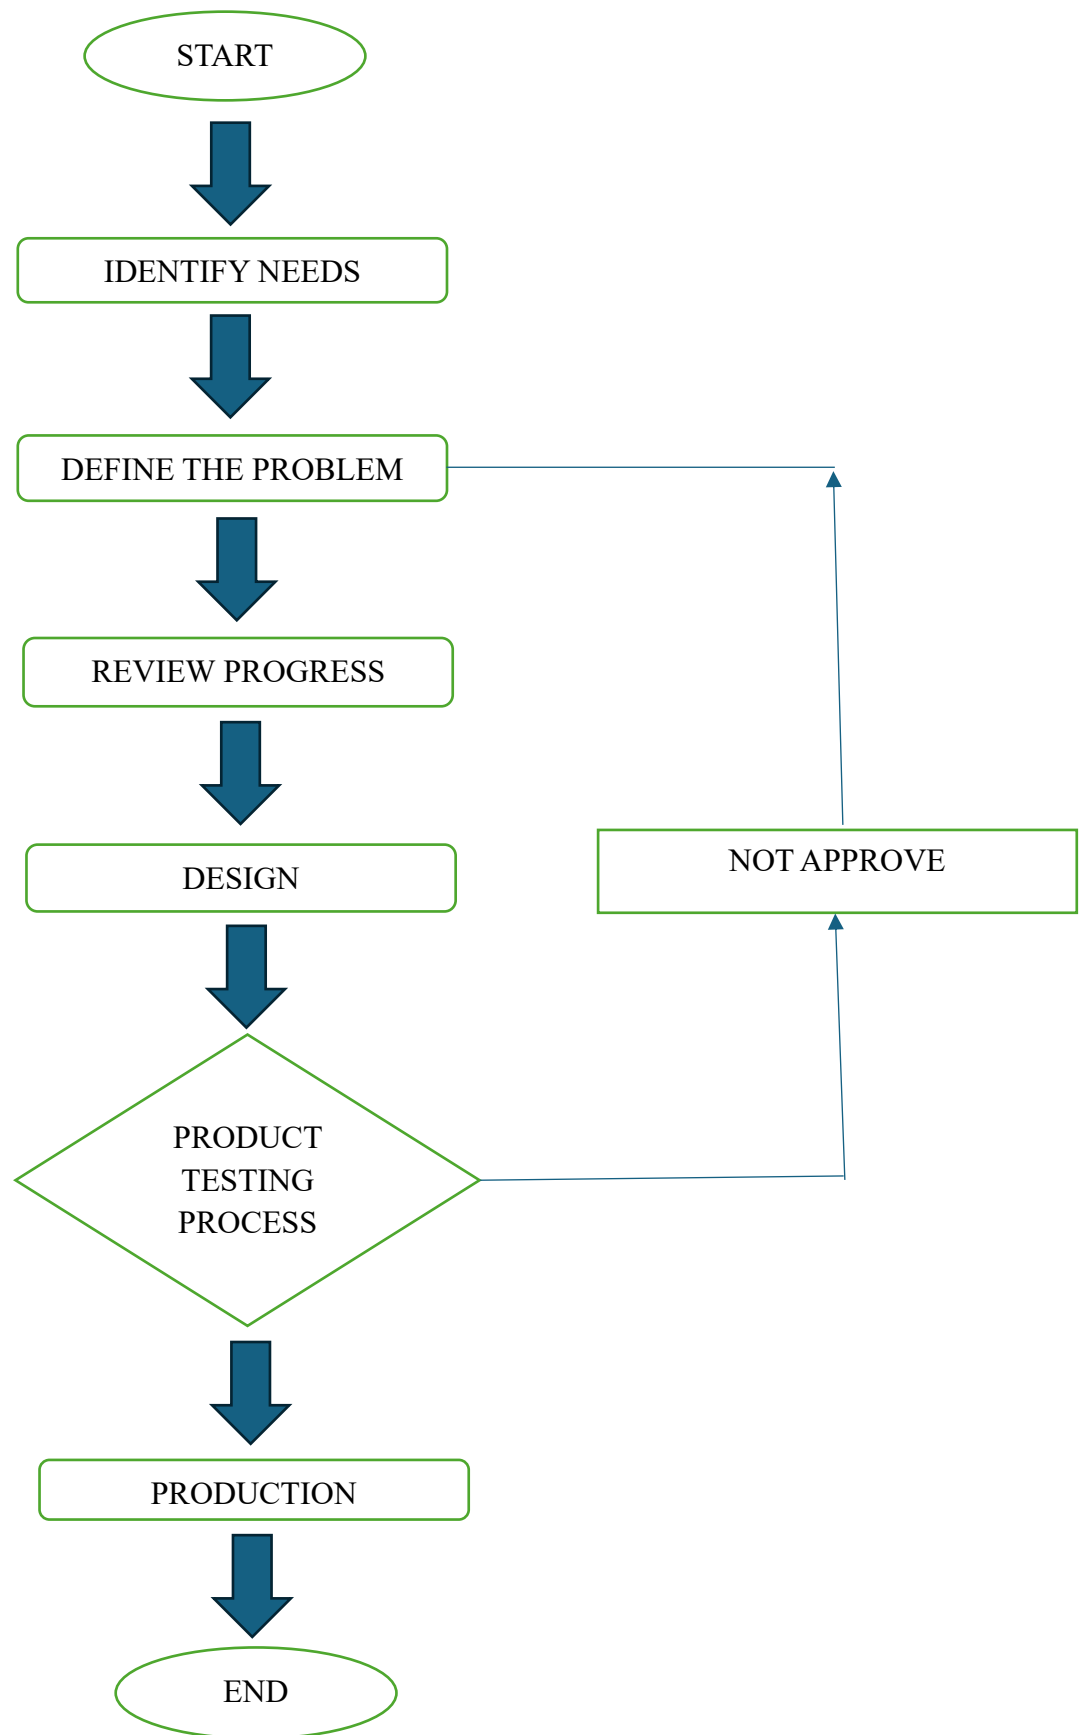 START
IDENTIFY NEEDS
DEFINE THE PROBLEM
REVIEW PROGRESS
DESIGN
NOT APPROVE
PRODUCT
TESTING
PROCESS
PRODUCTION
END